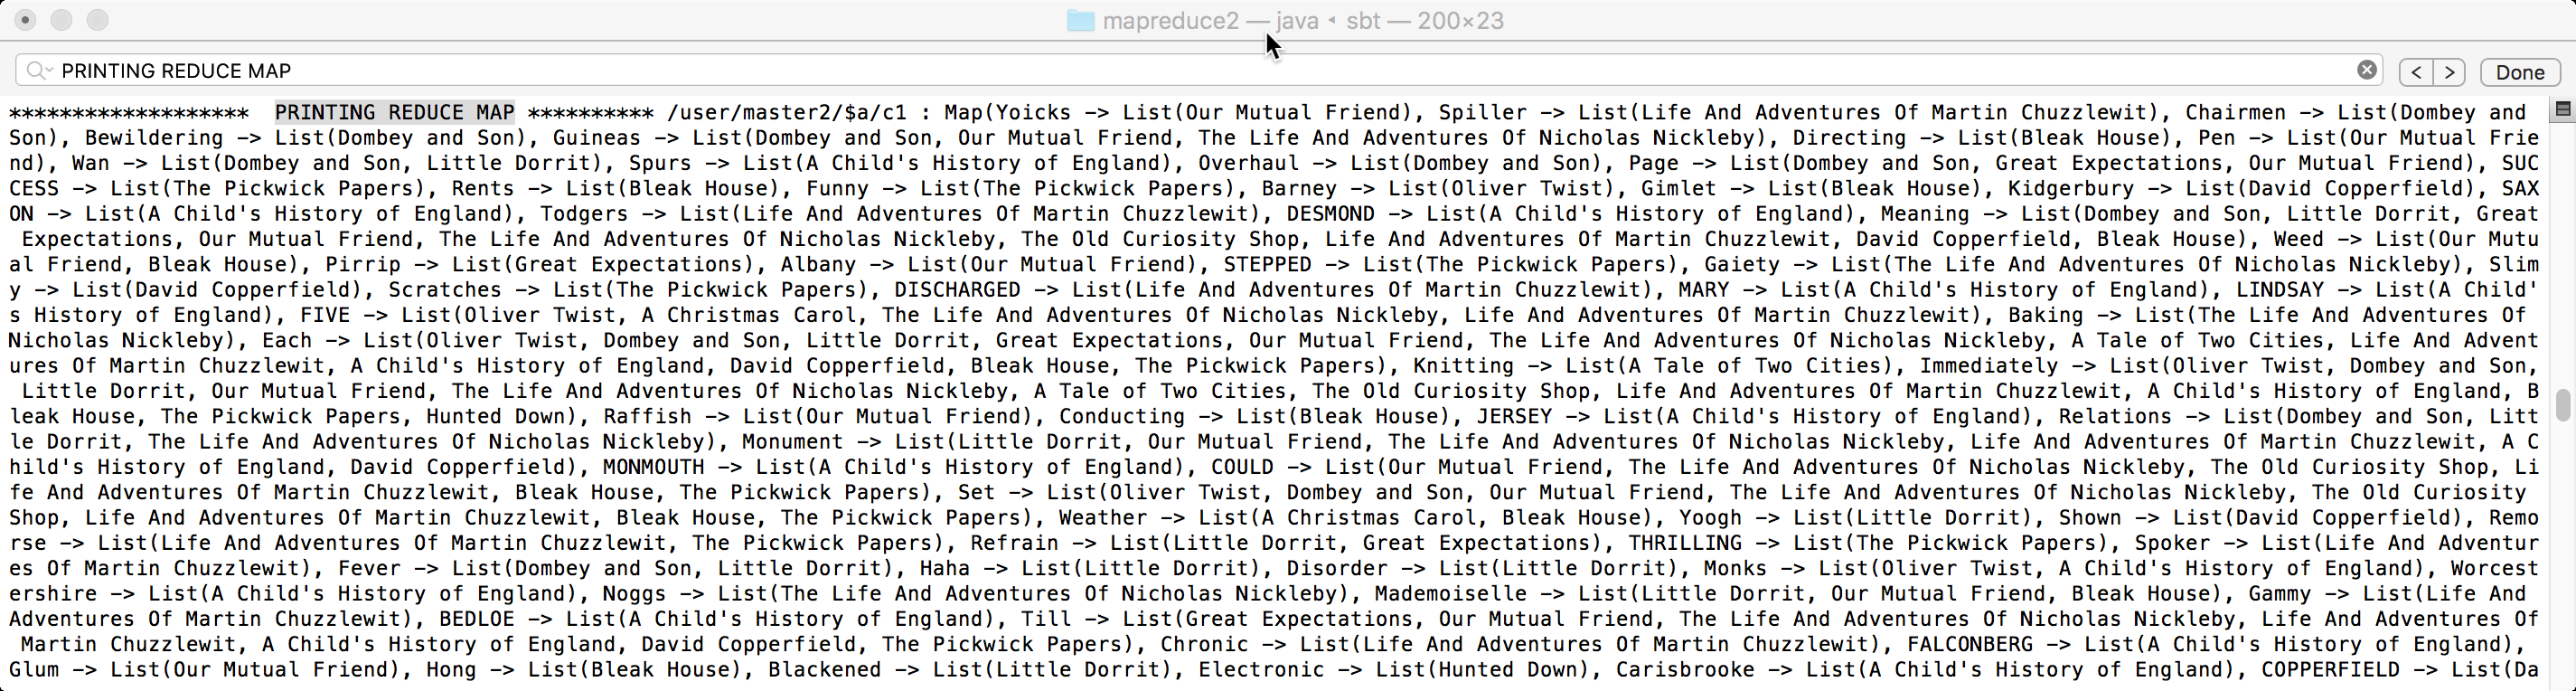 mapreduce2 — java ◂ sbt — 200×23
PRINTING REDUCE MAP
< > Done
*******************  PRINTING REDUCE MAP ********** /user/master2/$a/c1 : Map(Yoicks -> List(Our Mutual Friend), Spiller -> List(Life And Adventures Of Martin Chuzzlewit), Chairmen -> List(Dombey and
Son), Bewildering -> List(Dombey and Son), Guineas -> List(Dombey and Son, Our Mutual Friend, The Life And Adventures Of Nicholas Nickleby), Directing -> List(Bleak House), Pen -> List(Our Mutual Frie
nd), Wan -> List(Dombey and Son, Little Dorrit), Spurs -> List(A Child's History of England), Overhaul -> List(Dombey and Son), Page -> List(Dombey and Son, Great Expectations, Our Mutual Friend), SUC
CESS -> List(The Pickwick Papers), Rents -> List(Bleak House), Funny -> List(The Pickwick Papers), Barney -> List(Oliver Twist), Gimlet -> List(Bleak House), Kidgerbury -> List(David Copperfield), SAX
ON -> List(A Child's History of England), Todgers -> List(Life And Adventures Of Martin Chuzzlewit), DESMOND -> List(A Child's History of England), Meaning -> List(Dombey and Son, Little Dorrit, Great
 Expectations, Our Mutual Friend, The Life And Adventures Of Nicholas Nickleby, The Old Curiosity Shop, Life And Adventures Of Martin Chuzzlewit, David Copperfield, Bleak House), Weed -> List(Our Mutu
al Friend, Bleak House), Pirrip -> List(Great Expectations), Albany -> List(Our Mutual Friend), STEPPED -> List(The Pickwick Papers), Gaiety -> List(The Life And Adventures Of Nicholas Nickleby), Slim
y -> List(David Copperfield), Scratches -> List(The Pickwick Papers), DISCHARGED -> List(Life And Adventures Of Martin Chuzzlewit), MARY -> List(A Child's History of England), LINDSAY -> List(A Child'
s History of England), FIVE -> List(Oliver Twist, A Christmas Carol, The Life And Adventures Of Nicholas Nickleby, Life And Adventures Of Martin Chuzzlewit), Baking -> List(The Life And Adventures Of
Nicholas Nickleby), Each -> List(Oliver Twist, Dombey and Son, Little Dorrit, Great Expectations, Our Mutual Friend, The Life And Adventures Of Nicholas Nickleby, A Tale of Two Cities, Life And Advent
ures Of Martin Chuzzlewit, A Child's History of England, David Copperfield, Bleak House, The Pickwick Papers), Knitting -> List(A Tale of Two Cities), Immediately -> List(Oliver Twist, Dombey and Son,
 Little Dorrit, Our Mutual Friend, The Life And Adventures Of Nicholas Nickleby, A Tale of Two Cities, The Old Curiosity Shop, Life And Adventures Of Martin Chuzzlewit, A Child's History of England, B
leak House, The Pickwick Papers, Hunted Down), Raffish -> List(Our Mutual Friend), Conducting -> List(Bleak House), JERSEY -> List(A Child's History of England), Relations -> List(Dombey and Son, Litt
le Dorrit, The Life And Adventures Of Nicholas Nickleby), Monument -> List(Little Dorrit, Our Mutual Friend, The Life And Adventures Of Nicholas Nickleby, Life And Adventures Of Martin Chuzzlewit, A C
hild's History of England, David Copperfield), MONMOUTH -> List(A Child's History of England), COULD -> List(Our Mutual Friend, The Life And Adventures Of Nicholas Nickleby, The Old Curiosity Shop, Li
fe And Adventures Of Martin Chuzzlewit, Bleak House, The Pickwick Papers), Set -> List(Oliver Twist, Dombey and Son, Our Mutual Friend, The Life And Adventures Of Nicholas Nickleby, The Old Curiosity
Shop, Life And Adventures Of Martin Chuzzlewit, Bleak House, The Pickwick Papers), Weather -> List(A Christmas Carol, Bleak House), Yoogh -> List(Little Dorrit), Shown -> List(David Copperfield), Remo
rse -> List(Life And Adventures Of Martin Chuzzlewit, The Pickwick Papers), Refrain -> List(Little Dorrit, Great Expectations), THRILLING -> List(The Pickwick Papers), Spoker -> List(Life And Adventur
es Of Martin Chuzzlewit), Fever -> List(Dombey and Son, Little Dorrit), Haha -> List(Little Dorrit), Disorder -> List(Little Dorrit), Monks -> List(Oliver Twist, A Child's History of England), Worcest
ershire -> List(A Child's History of England), Noggs -> List(The Life And Adventures Of Nicholas Nickleby), Mademoiselle -> List(Little Dorrit, Our Mutual Friend, Bleak House), Gammy -> List(Life And
Adventures Of Martin Chuzzlewit), BEDLOE -> List(A Child's History of England), Till -> List(Great Expectations, Our Mutual Friend, The Life And Adventures Of Nicholas Nickleby, Life And Adventures Of
 Martin Chuzzlewit, A Child's History of England, David Copperfield, The Pickwick Papers), Chronic -> List(Life And Adventures Of Martin Chuzzlewit), FALCONBERG -> List(A Child's History of England),
Glum -> List(Our Mutual Friend), Hong -> List(Bleak House), Blackened -> List(Little Dorrit), Electronic -> List(Hunted Down), Carisbrooke -> List(A Child's History of England), COPPERFIELD -> List(Da